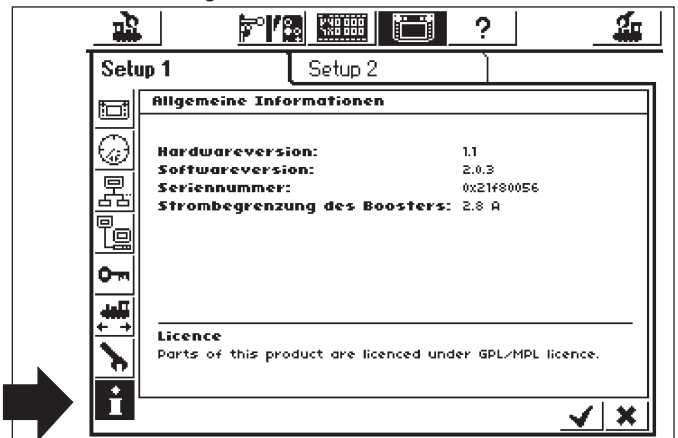 ?
Setup 1 Setup 2
Allgemeine Informationen
Hardwareversion: 1.1
Softwareversion: 2.0.3
Seriennummer: 0x21f80056
Strombegrenzung des Boosters: 2.8 A
Licence
Parts of this product are licenced under GPL/MPL licence.
i